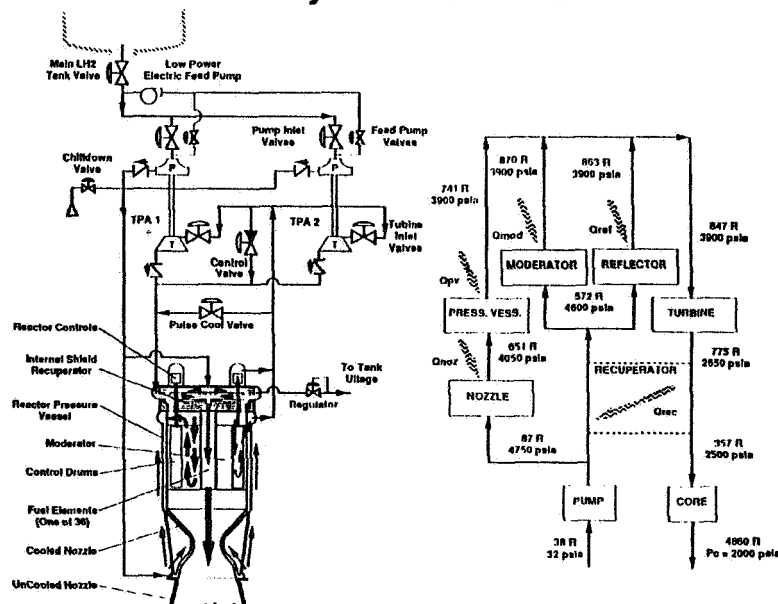 Main LH2
Tank Valve
Low Power
Electric Feed Pump
Pump Inlet
Valves
Feed Pump
Valves
Chilldown
Valve
P
P
TPA 1
TPA 2
T
T
Turbine
Inlet
Valves
Control
Valve
Pulse Cool Valve
Reactor Controls
Internal Shield
Recuperator
Reactor Pressure
Vessel
Moderator
Control Drums
Fuel Elements
(One of 36)
Cooled Nozzle
UnCooled Nozzle
To Tank
Ullage
Regulator
741 R
3900 psia
870 R
3900 psia
863 R
3900 psia
847 R
3900 psia
Qmod
Qref
Qpv
MODERATOR
REFLECTOR
572 R
4600 psia
PRESS. VESS.
TURBINE
651 R
4050 psia
Qnoz
773 R
2650 psia
RECUPERATOR
NOZZLE
Qrec
87 R
4750 psia
357 R
2500 psia
PUMP
CORE
38 R
32 psia
4860 R
Pc = 2000 psia